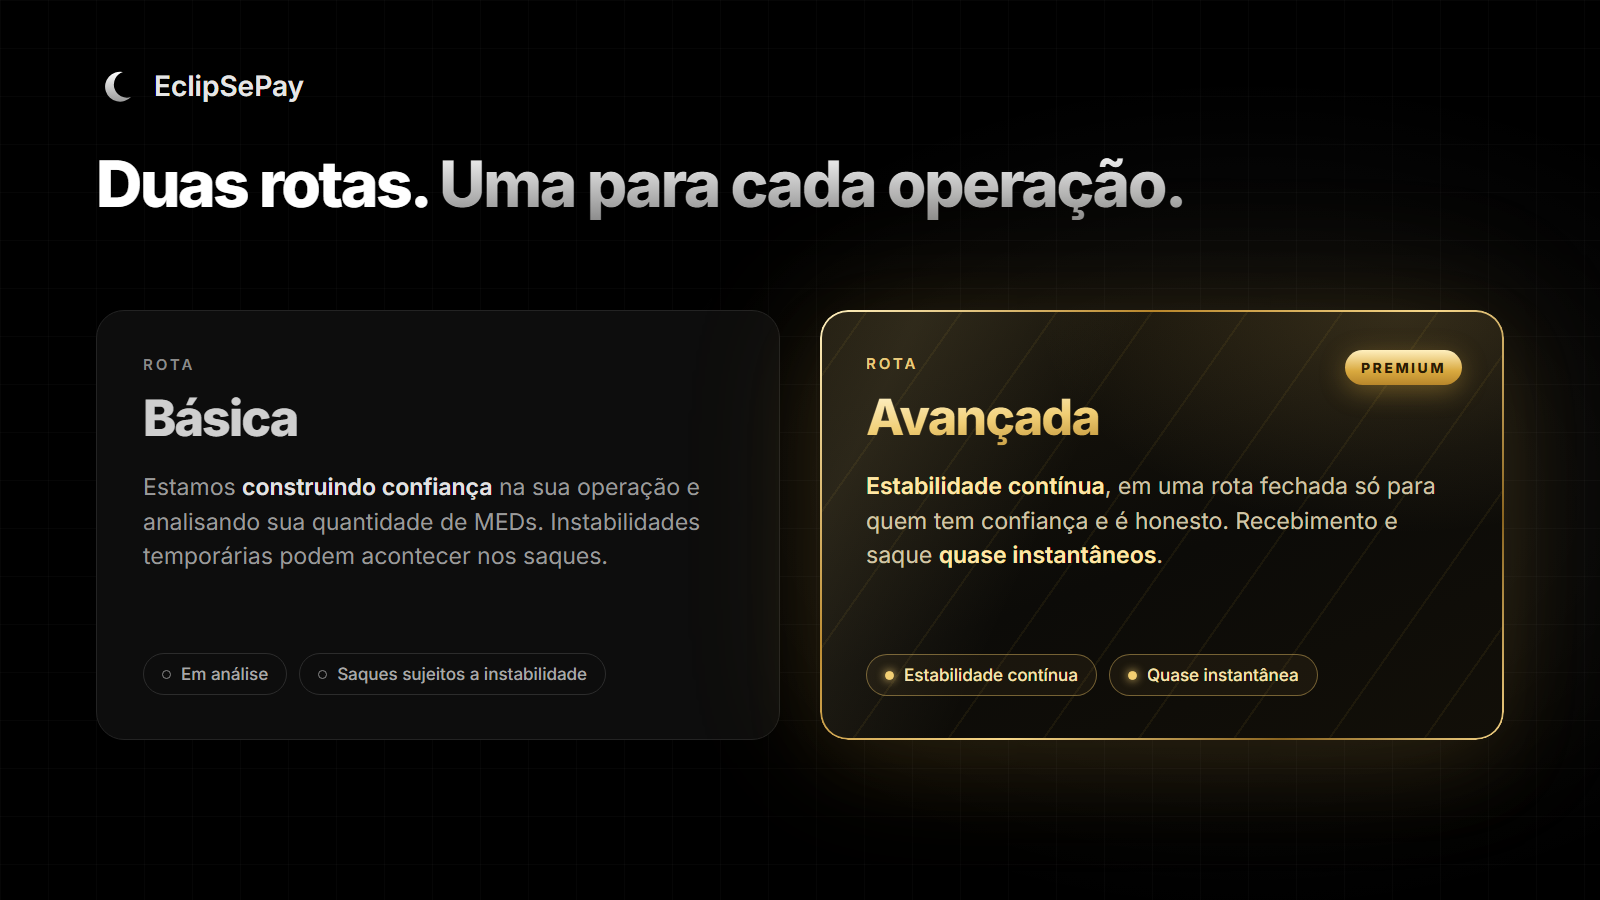 EclipSePay
Duas rotas. Uma para cada operação.
ROTA
Básica
Estamos construindo confiança na sua operação e
analisando sua quantidade de MEDs. Instabilidades
temporárias podem acontecer nos saques.
Em análise
Saques sujeitos a instabilidade
ROTA
PREMIUM
Avançada
Estabilidade contínua, em uma rota fechada só para
quem tem confiança e é honesto. Recebimento e
saque quase instantâneos.
Estabilidade contínua
Quase instantânea